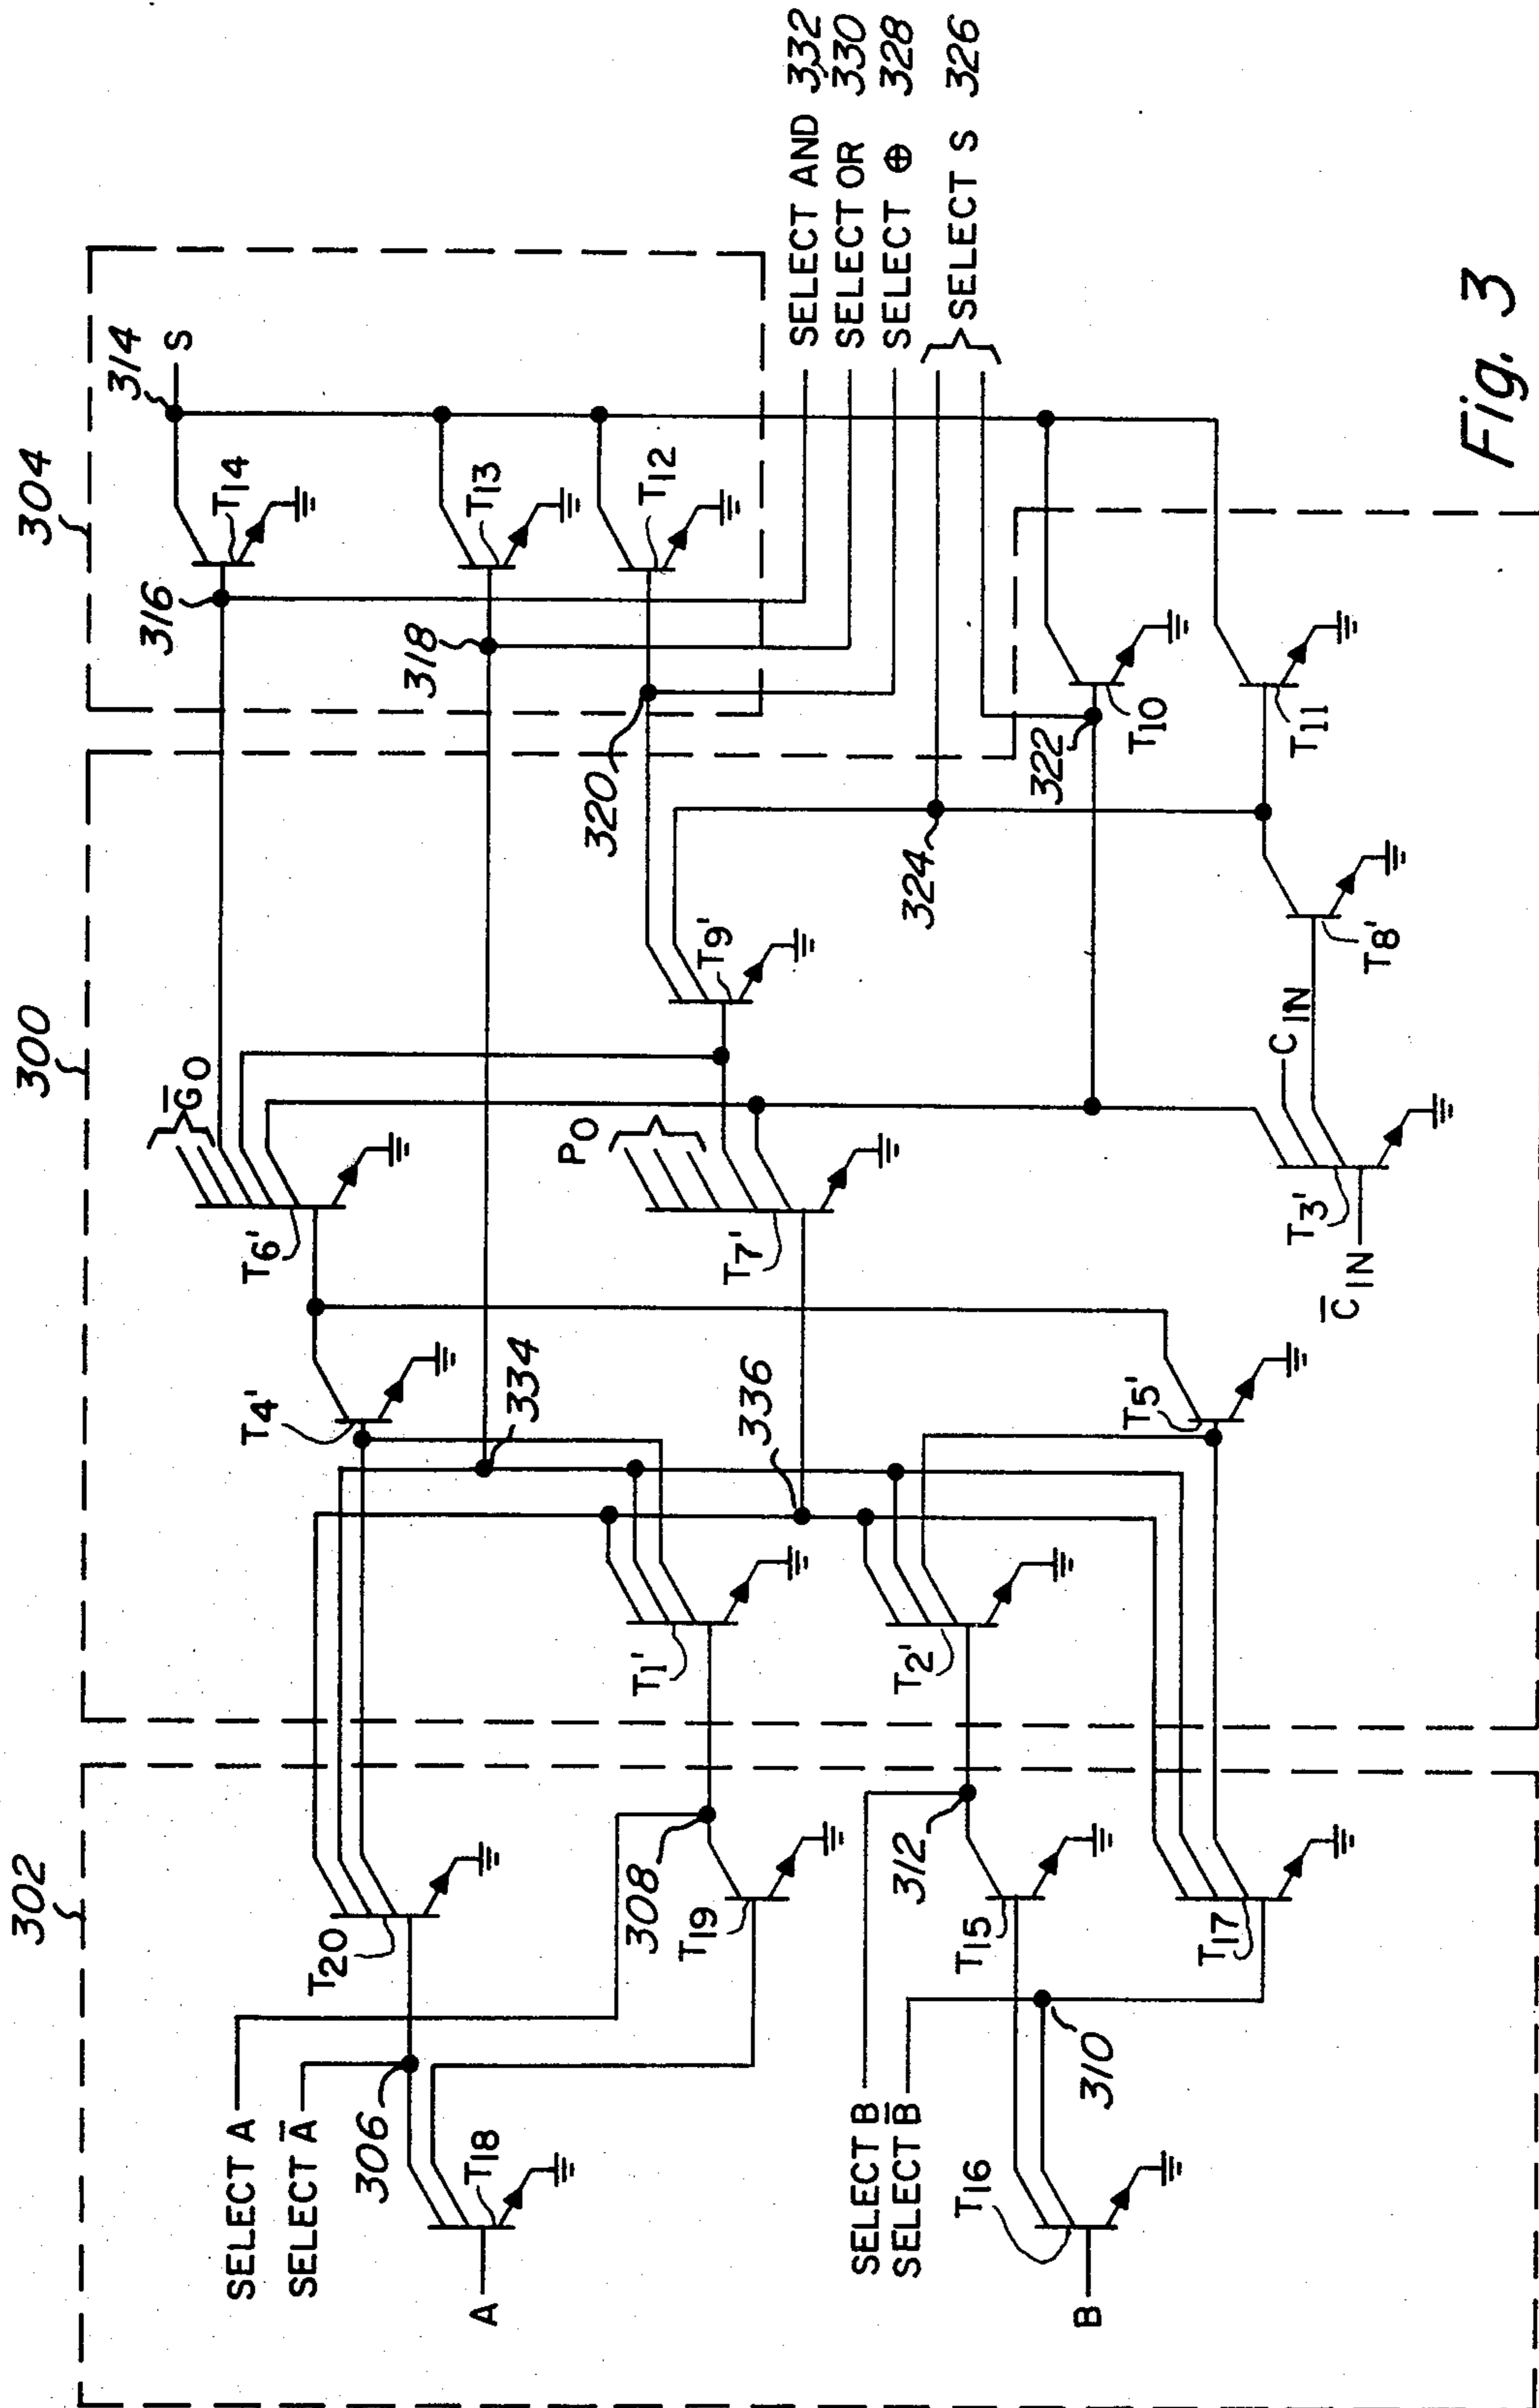 304
314
S
316
T14
318
T13
T12
320
SELECT AND 332
SELECT OR 330
SELECT ⊕ 328
SELECT S 326
300
G̅O
T6'
PO
T7'
T9'
324
322
T10
T11
T8'
CIN
T3'
C̅IN
T4'
334
336
T5'
T1'
T2'
302
T20
308
T19
312
T15
T17
SELECT A
SELECT A̅
306
T18
A
SELECT B
SELECT B̅
310
T16
B
Fig. 3